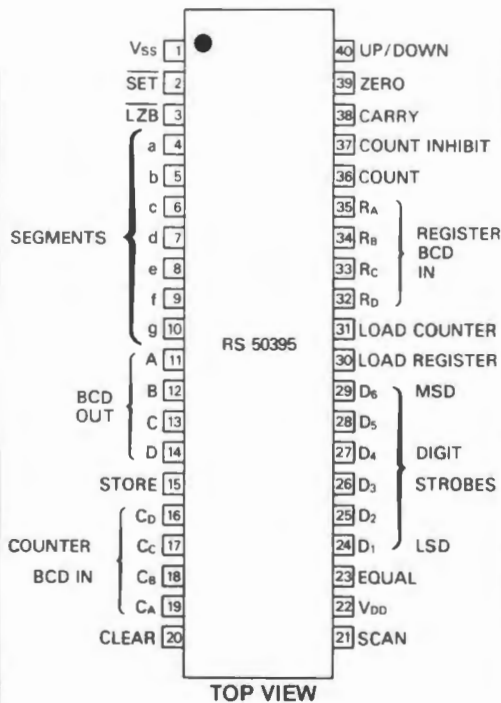 Vss 1 40 UP/DOWN
SET 2 39 ZERO
LZB 3 38 CARRY
a 4 37 COUNT INHIBIT
b 5 36 COUNT
c 6 35 RA
SEGMENTS d 7 34 RB REGISTER
e 8 33 RC BCD
f 9 32 RD IN
g 10 31 LOAD COUNTER
RS 50395
A 11 30 LOAD REGISTER
BCD B 12 29 D6 MSD
OUT C 13 28 D5
D 14 27 D4 DIGIT
STORE 15 26 D3 STROBES
CD 16 25 D2
COUNTER CC 17 24 D1 LSD
BCD IN CB 18 23 EQUAL
CA 19 22 VDD
CLEAR 20 21 SCAN
TOP VIEW